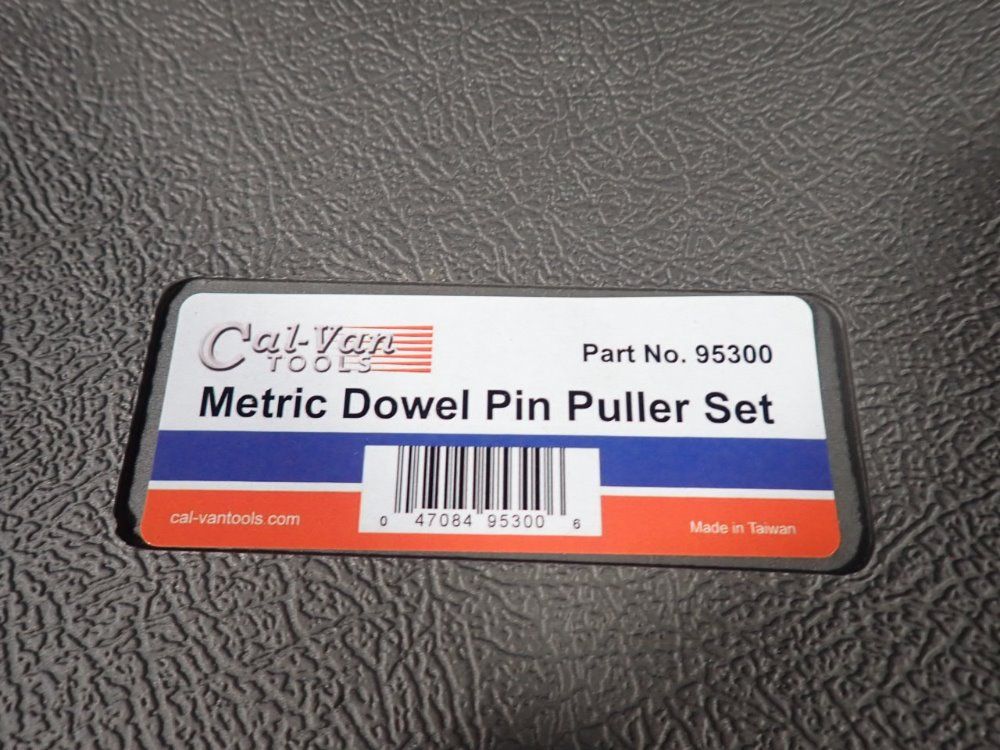 Cal-Van
TOOLS
Part No. 95300
Metric Dowel Pin Puller Set
0 47084 95300 6
cal-vantools.com
Made in Taiwan